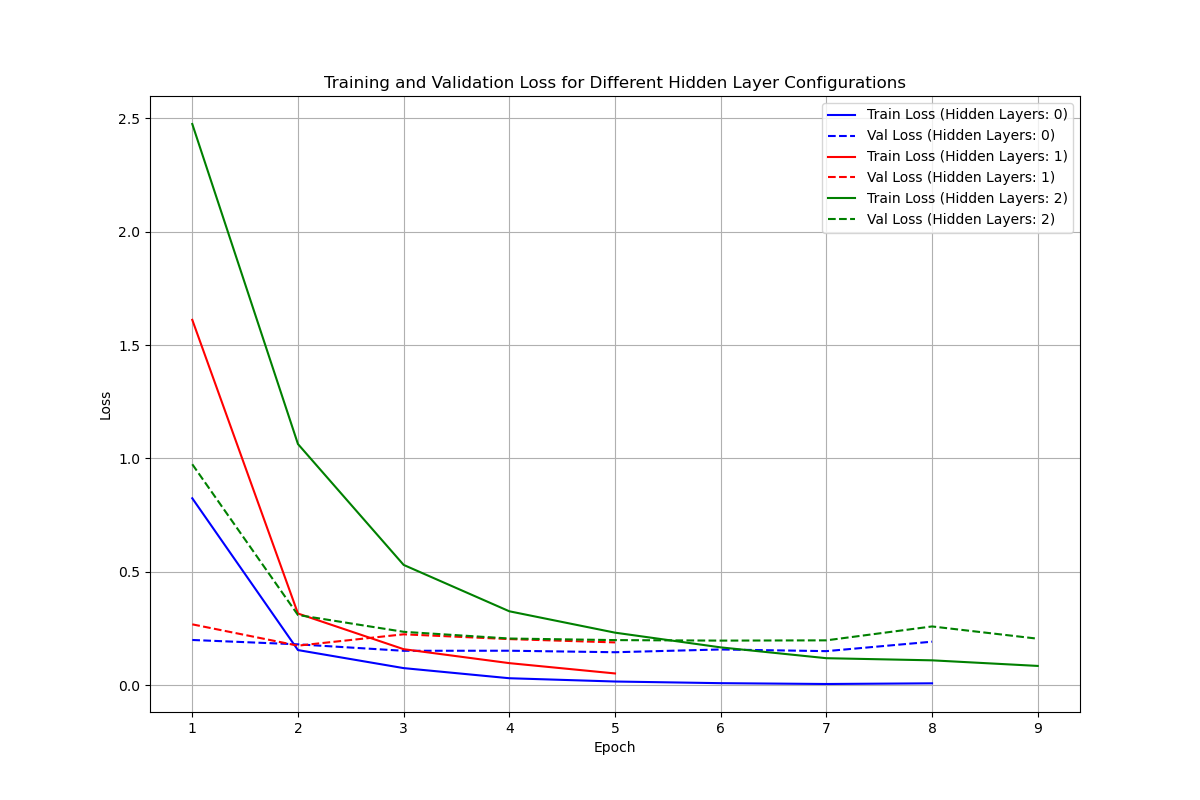 Training and Validation Loss for Different Hidden Layer Configurations
Train Loss (Hidden Layers: 0)
Val Loss (Hidden Layers: 0)
Train Loss (Hidden Layers: 1)
Val Loss (Hidden Layers: 1)
Train Loss (Hidden Layers: 2)
Val Loss (Hidden Layers: 2)
2.5
2.0
1.5
1.0
0.5
0.0
Loss
1 2 3 4 5 6 7 8 9
Epoch